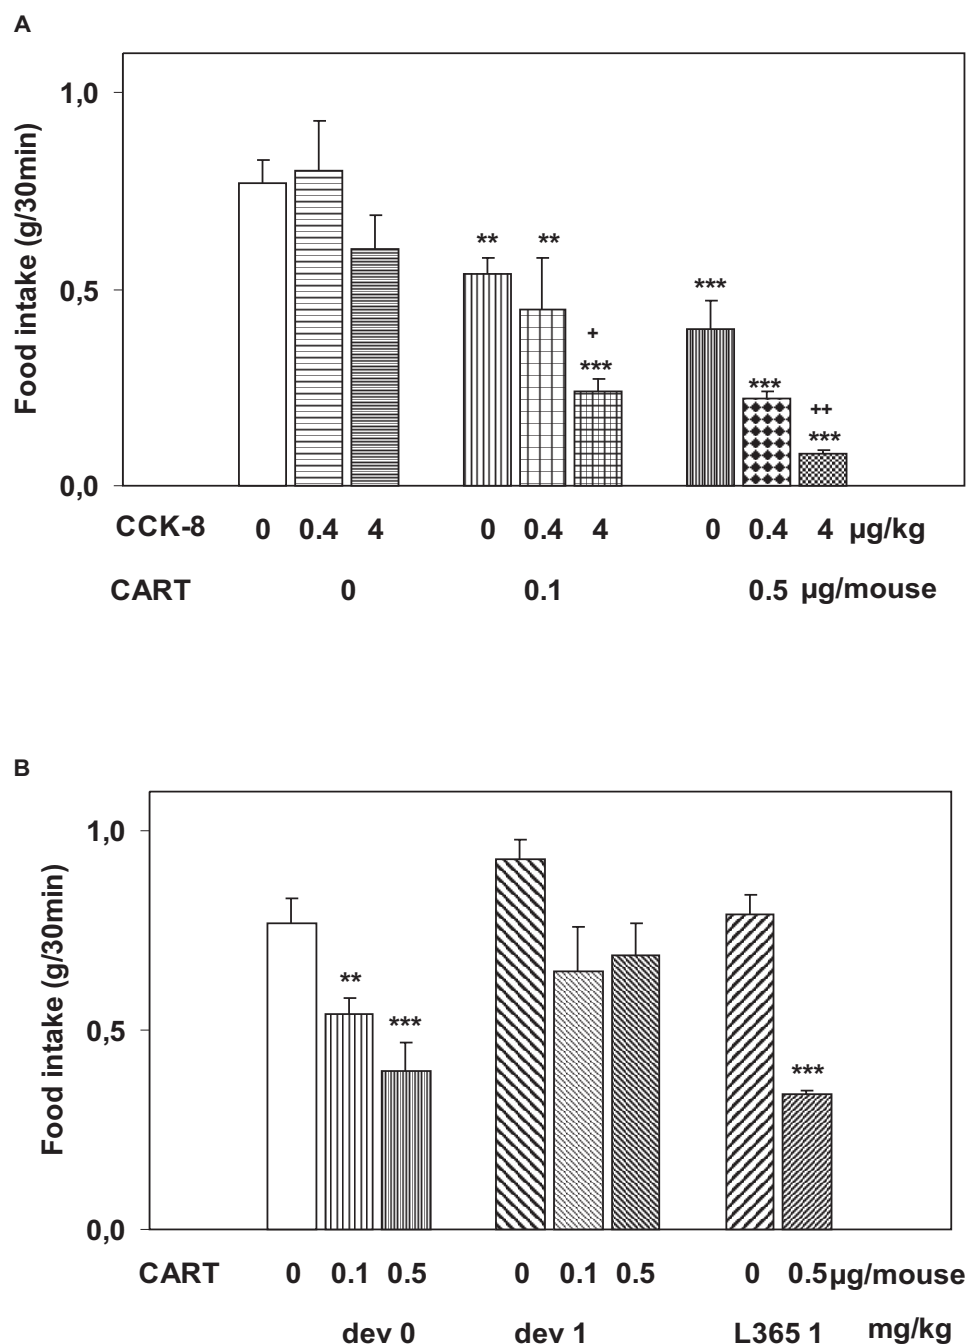 A
1,0
0,5
0,0
Food intake (g/30min)
** ** + *** *** *** ++ ***
CCK-8 0 0.4 4 0 0.4 4 0 0.4 4 µg/kg
CART 0 0.1 0.5 µg/mouse
B
1,0
0,5
0,0
Food intake (g/30min)
** *** ***
CART 0 0.1 0.5 0 0.1 0.5 0 0.5 µg/mouse
dev 0 dev 1 L365 1 mg/kg